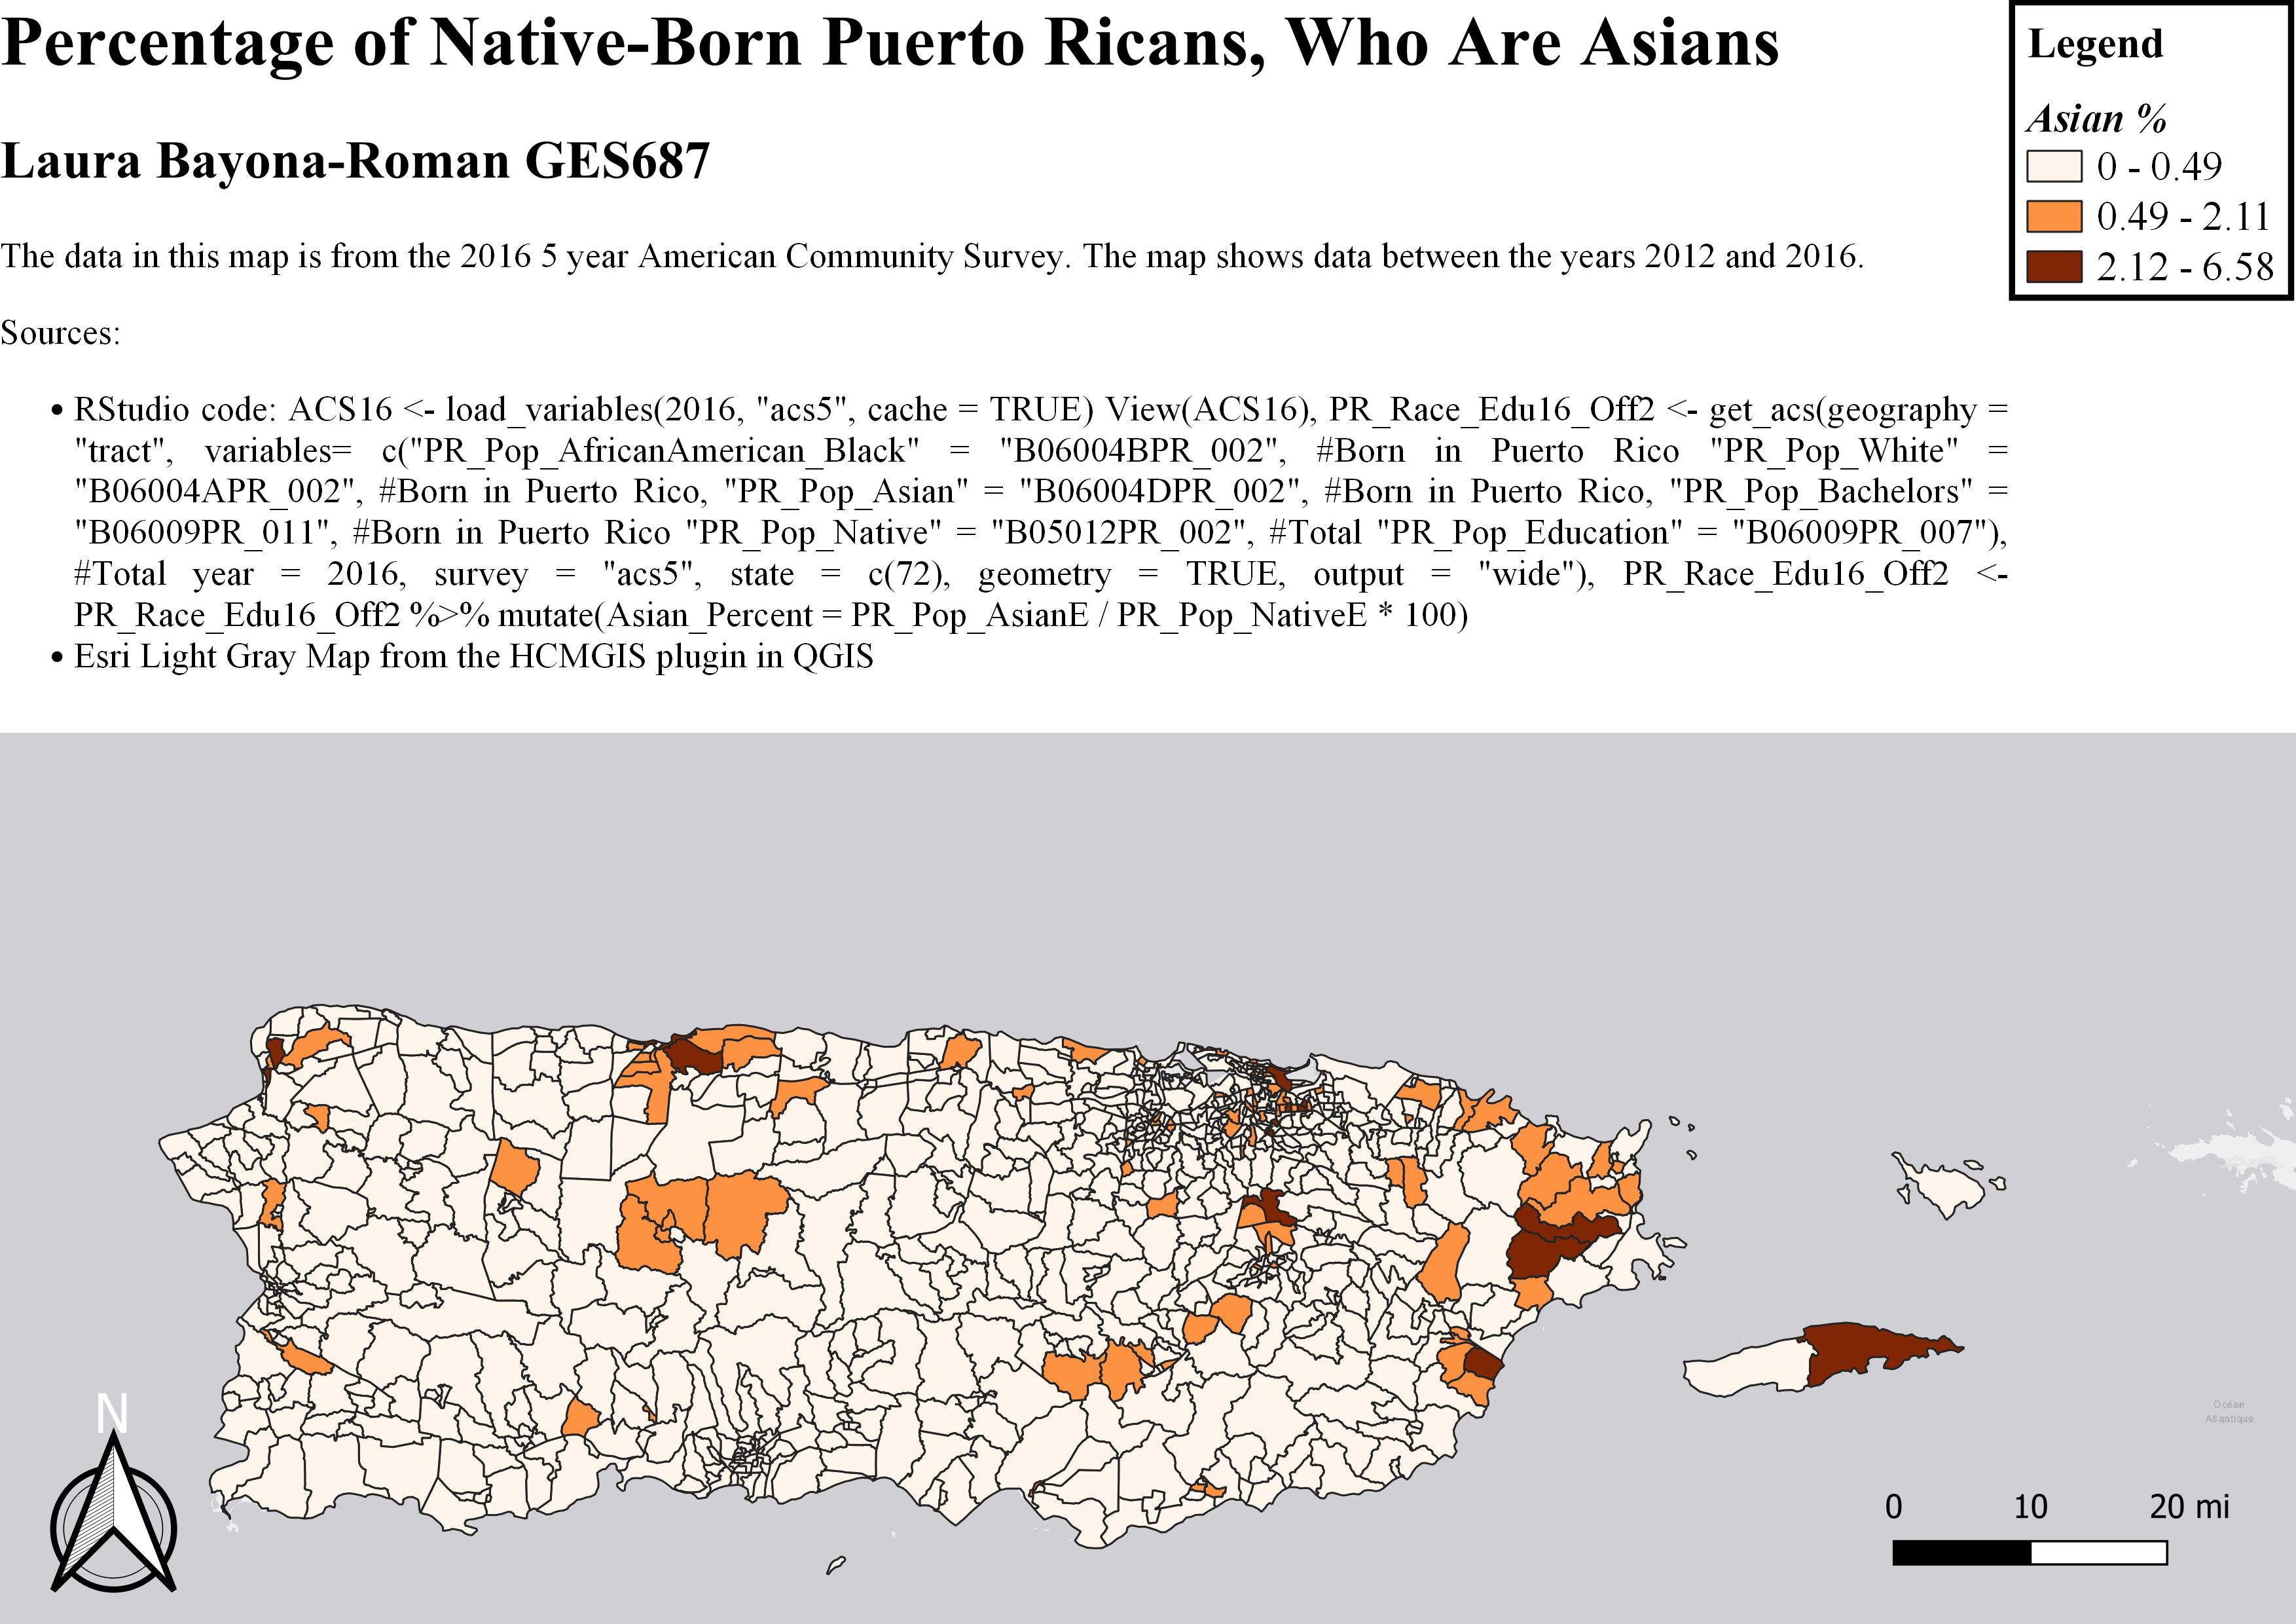 Percentage of Native-Born Puerto Ricans, Who Are Asians
Laura Bayona-Roman GES687
The data in this map is from the 2016 5 year American Community Survey. The map shows data between the years 2012 and 2016.
Sources:
• RStudio code: ACS16 <- load_variables(2016, "acs5", cache = TRUE) View(ACS16), PR_Race_Edu16_Off2 <- get_acs(geography =
"tract", variables= c("PR_Pop_AfricanAmerican_Black" = "B06004BPR_002", #Born in Puerto Rico "PR_Pop_White" =
"B06004APR_002", #Born in Puerto Rico, "PR_Pop_Asian" = "B06004DPR_002", #Born in Puerto Rico, "PR_Pop_Bachelors" =
"B06009PR_011", #Born in Puerto Rico "PR_Pop_Native" = "B05012PR_002", #Total "PR_Pop_Education" = "B06009PR_007"),
#Total year = 2016, survey = "acs5", state = c(72), geometry = TRUE, output = "wide"), PR_Race_Edu16_Off2 <-
PR_Race_Edu16_Off2 %>% mutate(Asian_Percent = PR_Pop_AsianE / PR_Pop_NativeE * 100)
• Esri Light Gray Map from the HCMGIS plugin in QGIS
Legend
Asian %
0 - 0.49
0.49 - 2.11
2.12 - 6.58
N
Océan
Atlantique
0 10 20 mi